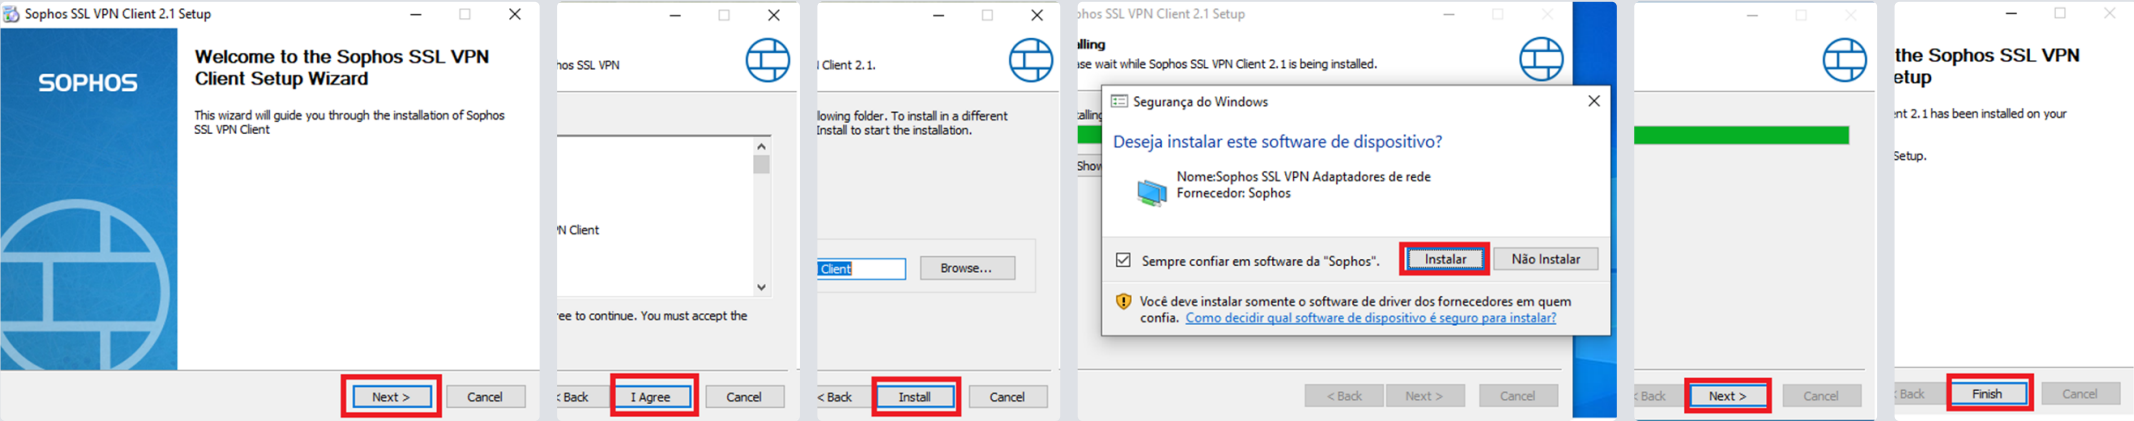 Sophos SSL VPN Client 2.1 Setup
SOPHOS
Welcome to the Sophos SSL VPN
Client Setup Wizard
This wizard will guide you through the installation of Sophos
SSL VPN Client
Next >
Cancel
hos SSL VPN
PN Client
ee to continue. You must accept the
< Back
I Agree
Cancel
l Client 2.1.
lowing folder. To install in a different
Install to start the installation.
Client
Browse...
< Back
Install
Cancel
phos SSL VPN Client 2.1 Setup
lling
ase wait while Sophos SSL VPN Client 2.1 is being installed.
talling
Show
Segurança do Windows
Deseja instalar este software de dispositivo?
Nome:Sophos SSL VPN Adaptadores de rede
Fornecedor: Sophos
Sempre confiar em software da "Sophos".
Instalar
Não Instalar
Você deve instalar somente o software de driver dos fornecedores em quem
confia. Como decidir qual software de dispositivo é seguro para instalar?
< Back
Next >
Cancel
Back
Next >
Cancel
the Sophos SSL VPN
etup
nt 2.1 has been installed on your
Setup.
< Back
Finish
Cancel